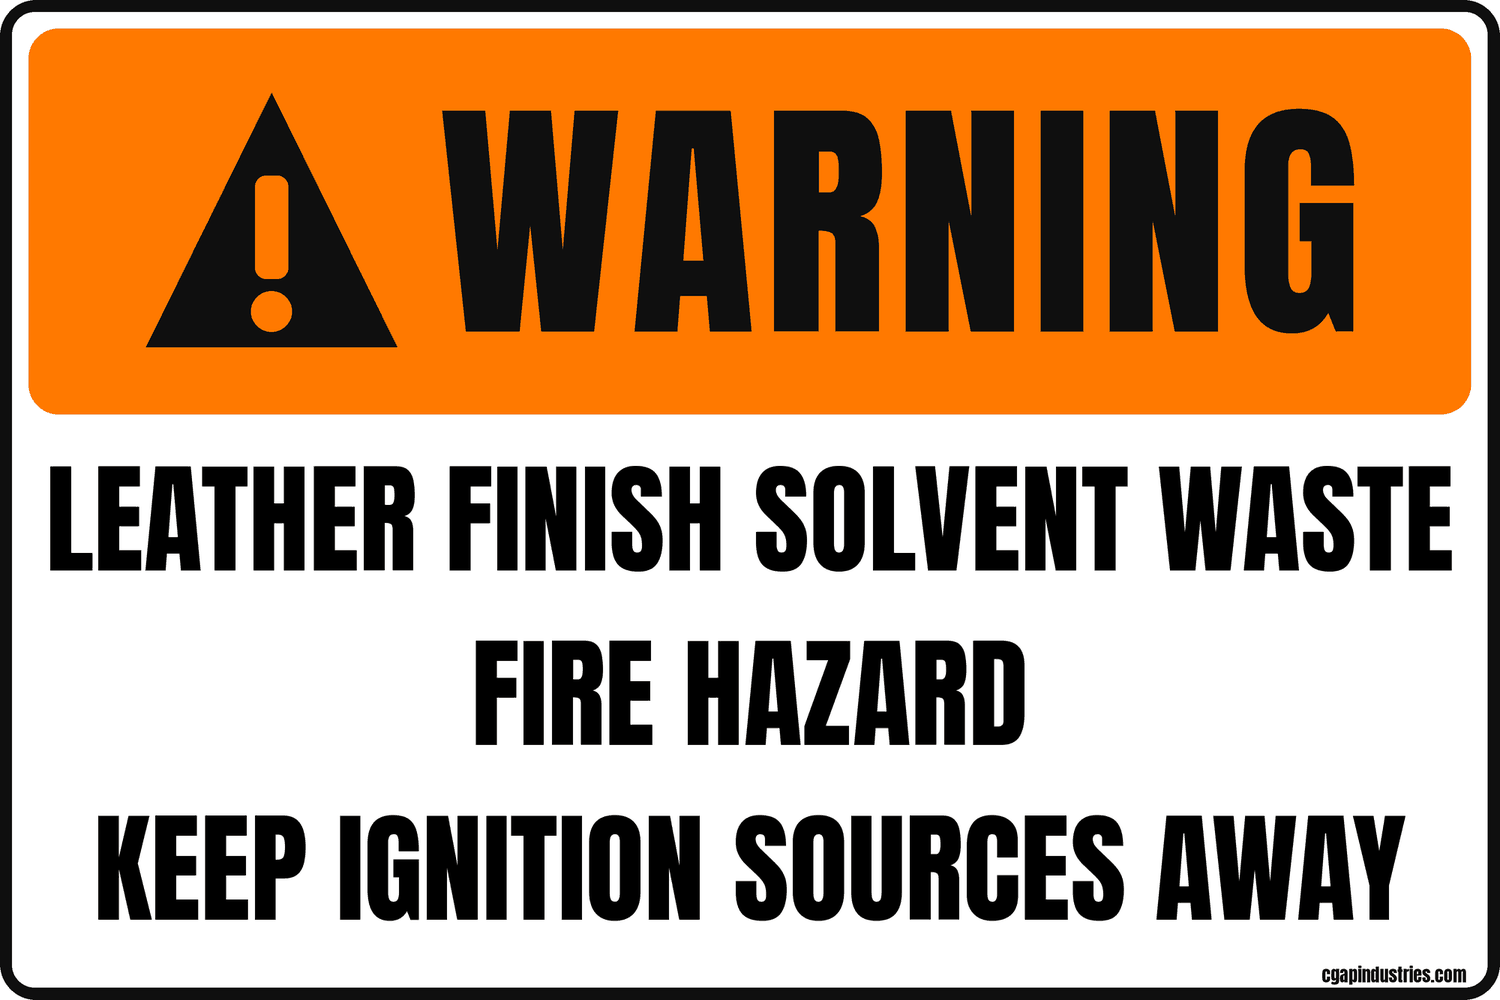 WARNING
LEATHER FINISH SOLVENT WASTE
FIRE HAZARD
KEEP IGNITION SOURCES AWAY
cgapindustries.com